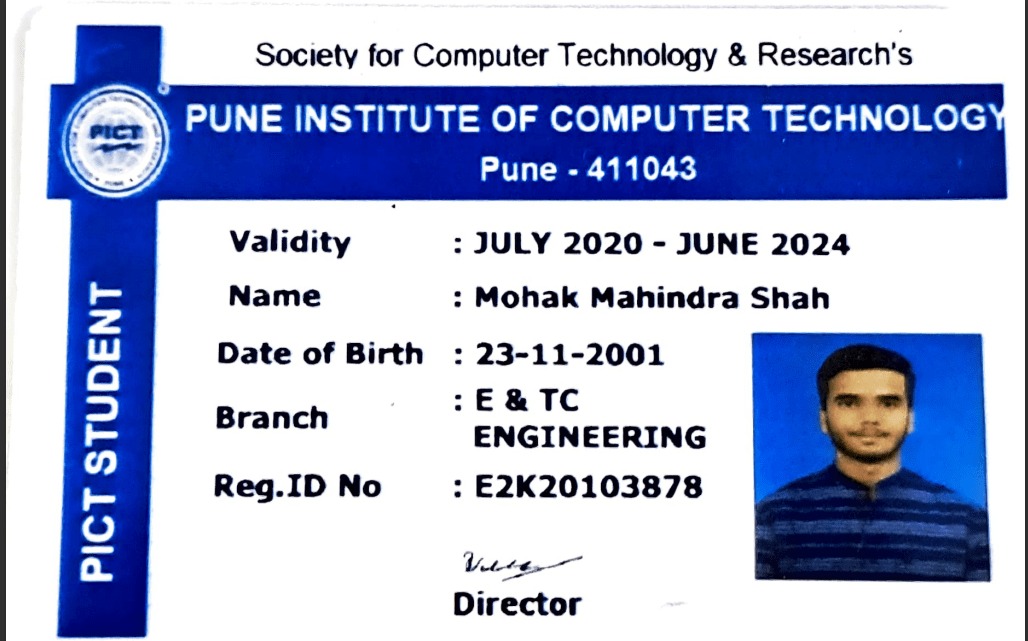 Society for Computer Technology & Research's
PUNE INSTITUTE OF COMPUTER TECHNOLOGY
Pune - 411043
PICT
PICT STUDENT
Validity : JULY 2020 - JUNE 2024
Name : Mohak Mahindra Shah
Date of Birth : 23-11-2001
Branch : E & TC
ENGINEERING
Reg.ID No : E2K20103878
Director